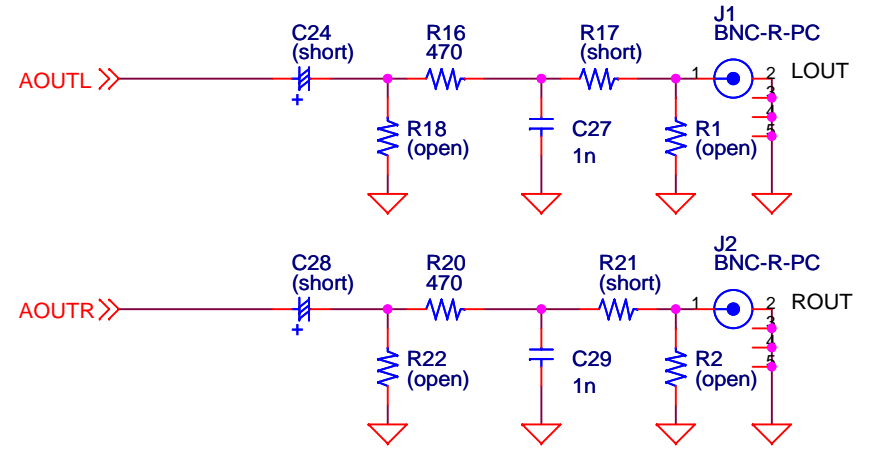 J1
BNC-R-PC
C24
(short)
R16
470
R17
(short)
AOUTL
1
2
LOUT
3
4
5
R18
(open)
C27
1n
R1
(open)
J2
BNC-R-PC
C28
(short)
R20
470
R21
(short)
AOUTR
1
2
ROUT
3
4
5
R22
(open)
C29
1n
R2
(open)
+
+